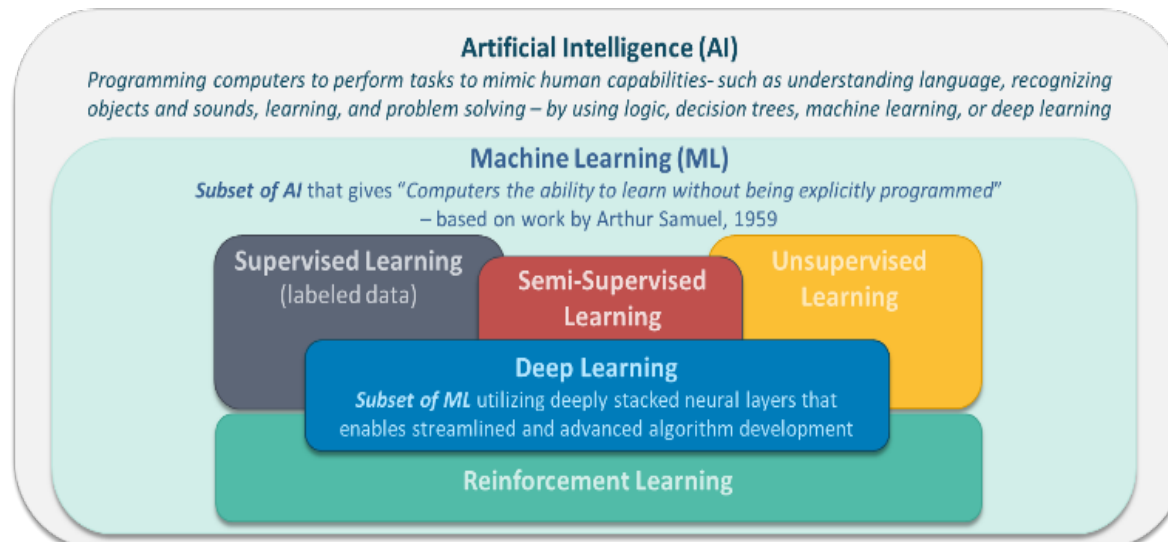 Artificial Intelligence (AI)
Programming computers to perform tasks to mimic human capabilities- such as understanding language, recognizing
objects and sounds, learning, and problem solving – by using logic, decision trees, machine learning, or deep learning
Machine Learning (ML)
Subset of AI that gives “Computers the ability to learn without being explicitly programmed”
– based on work by Arthur Samuel, 1959
Supervised Learning
(labeled data)
Semi-Supervised
Learning
Unsupervised
Learning
Deep Learning
Subset of ML utilizing deeply stacked neural layers that
enables streamlined and advanced algorithm development
Reinforcement Learning